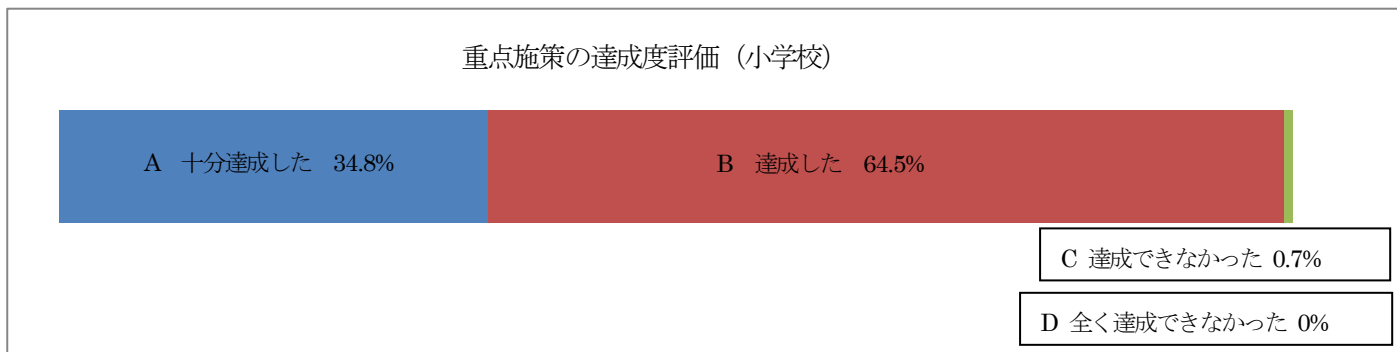 重点施策の達成度評価（小学校）
A　十分達成した　34.8%
B　達成した　64.5%
C 達成できなかった 0.7%
D 全く達成できなかった 0%